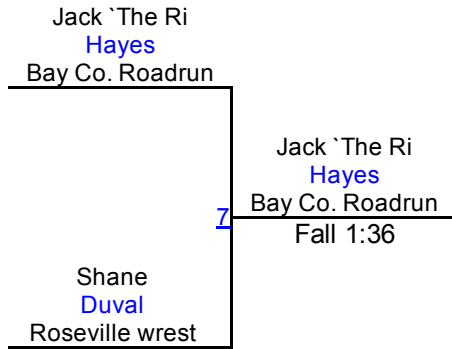 Jack `The Ri
Hayes
Bay Co. Roadrun
Jack `The Ri
Hayes
Bay Co. Roadrun
7
Fall 1:36
Shane
Duval
Roseville wrest